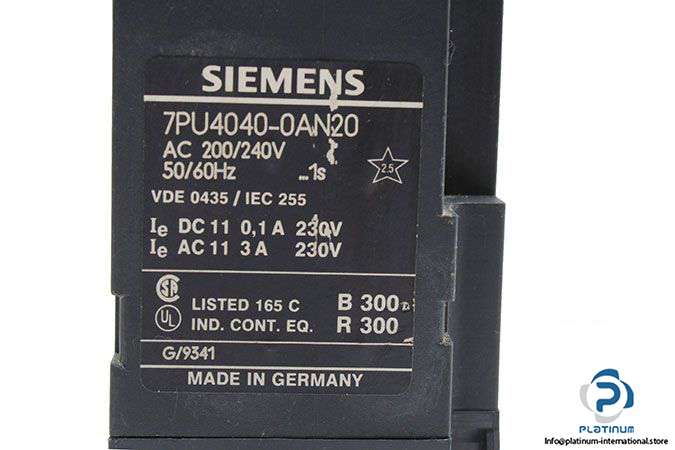 SIEMENS
7PU4040-0AN20
AC 200/240V
50/60Hz ...1s
2.5
VDE 0435 / IEC 255
Ie DC 11 0,1 A 230V
Ie AC 11 3 A 230V
LISTED 165 C B 300
UL IND. CONT. EQ. R 300
G/9341
MADE IN GERMANY
PLATINUM
info@platinum-international.store